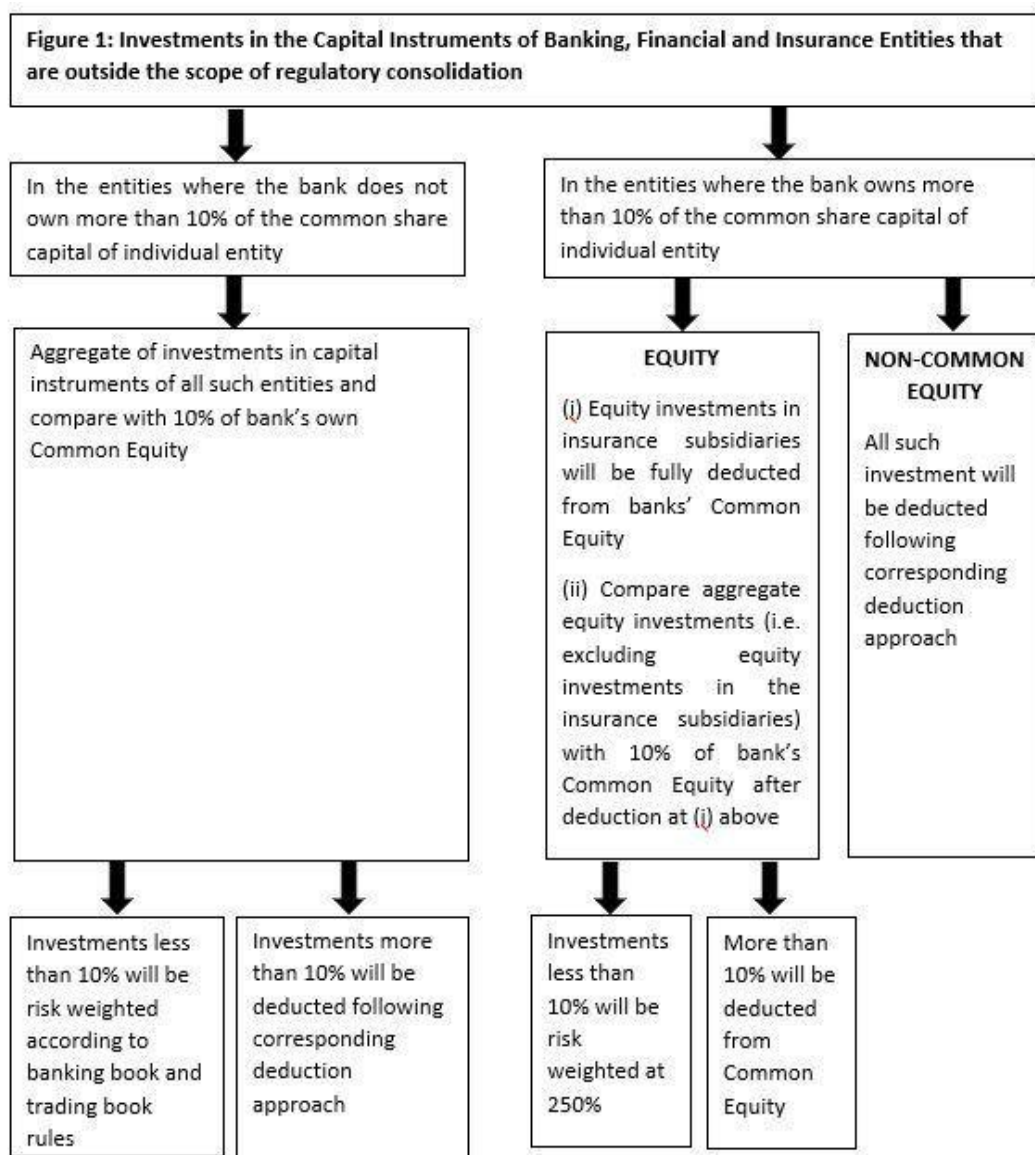 Figure 1: Investments in the Capital Instruments of Banking, Financial and Insurance Entities that
are outside the scope of regulatory consolidation
In the entities where the bank does not
own more than 10% of the common share
capital of individual entity
In the entities where the bank owns more
than 10% of the common share capital of
individual entity
Aggregate of investments in capital
instruments of all such entities and
compare with 10% of bank's own
Common Equity
EQUITY
(i) Equity investments in
insurance subsidiaries
will be fully deducted
from banks' Common
Equity
(ii) Compare aggregate
equity investments (i.e.
excluding equity
investments in the
insurance subsidiaries)
with 10% of bank's
Common Equity after
deduction at (i) above
NON-COMMON
EQUITY
All such
investment will
be deducted
following
corresponding
deduction
approach
Investments less
than 10% will be
risk weighted
according to
banking book and
trading book
rules
Investments more
than 10% will be
deducted following
corresponding
deduction
approach
Investments
less than
10% will be
risk
weighted at
250%
More than
10% will be
deducted
from
Common
Equity